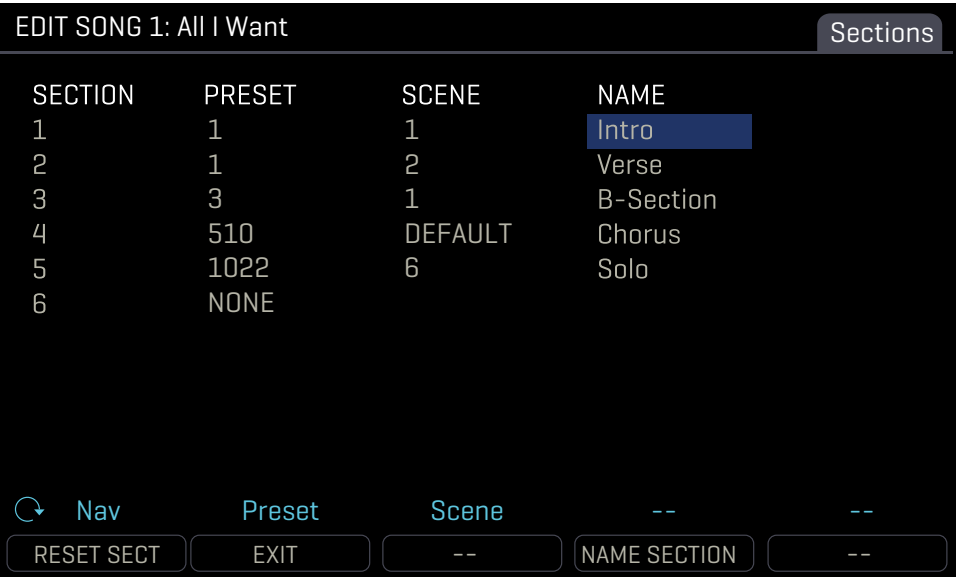 EDIT SONG 1: All I Want
Sections
SECTION PRESET SCENE NAME
1 1 1 Intro
2 1 2 Verse
3 3 1 B-Section
4 510 DEFAULT Chorus
5 1022 6 Solo
6 NONE
Nav Preset Scene -- --
RESET SECT EXIT -- NAME SECTION --